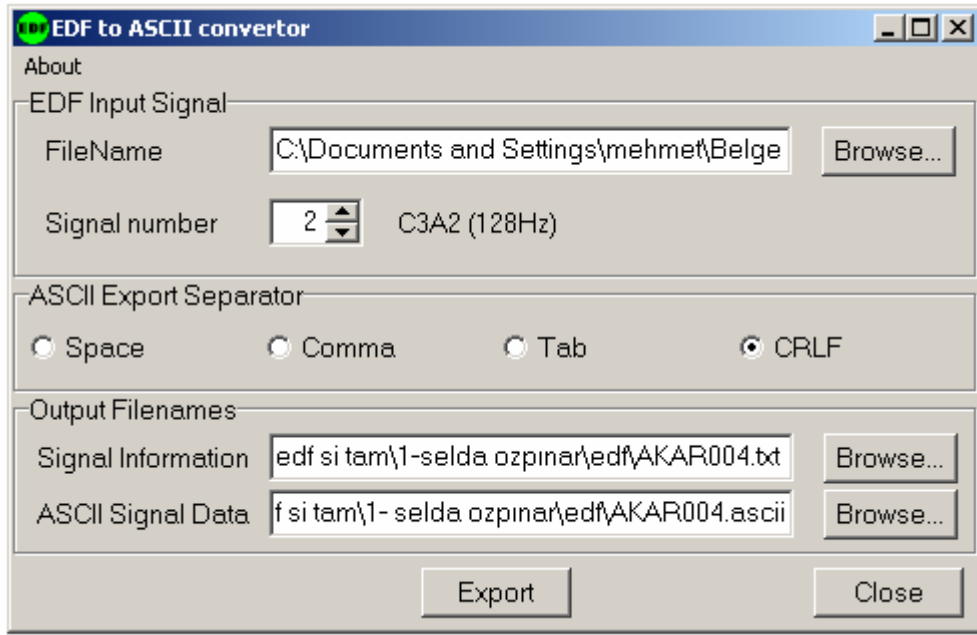 EDF EDF to ASCII convertor
About
EDF Input Signal
FileName C:\Documents and Settings\mehmet\Belge Browse...
Signal number 2 C3A2 (128Hz)
ASCII Export Separator
Space Comma Tab CRLF
Output Filenames
Signal Information edf si tam\1-selda ozpınar\edf\AKAR004.txt Browse...
ASCII Signal Data f si tam\1- selda ozpınar\edf\AKAR004.ascii Browse...
Export Close